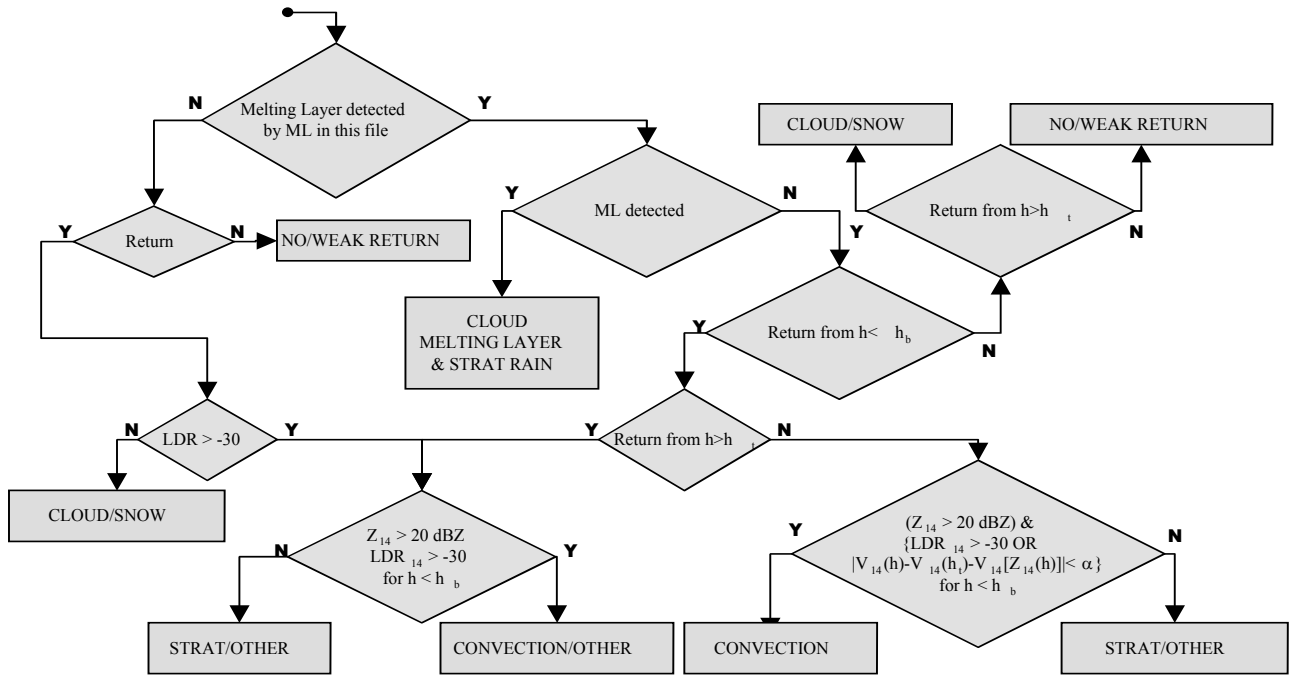 N
Melting Layer detected
by ML in this file
Y
CLOUD/SNOW
NO/WEAK RETURN
Y
ML detected
N
Return from h>h t
Y
N
Y
Return
N
NO/WEAK RETURN
CLOUD
MELTING LAYER
& STRAT RAIN
Y
Return from h< h b
N
N
LDR > -30
Y
Y
Return from h>h t
N
CLOUD/SNOW
N
Z 14 > 20 dBZ
LDR 14 > -30
for h < h b
Y
Y
(Z 14 > 20 dBZ) &
{LDR 14 > -30 OR
|V 14(h)-V 14(h t)-V 14[Z 14(h)]|< α}
for h < h b
N
STRAT/OTHER
CONVECTION/OTHER
CONVECTION
STRAT/OTHER